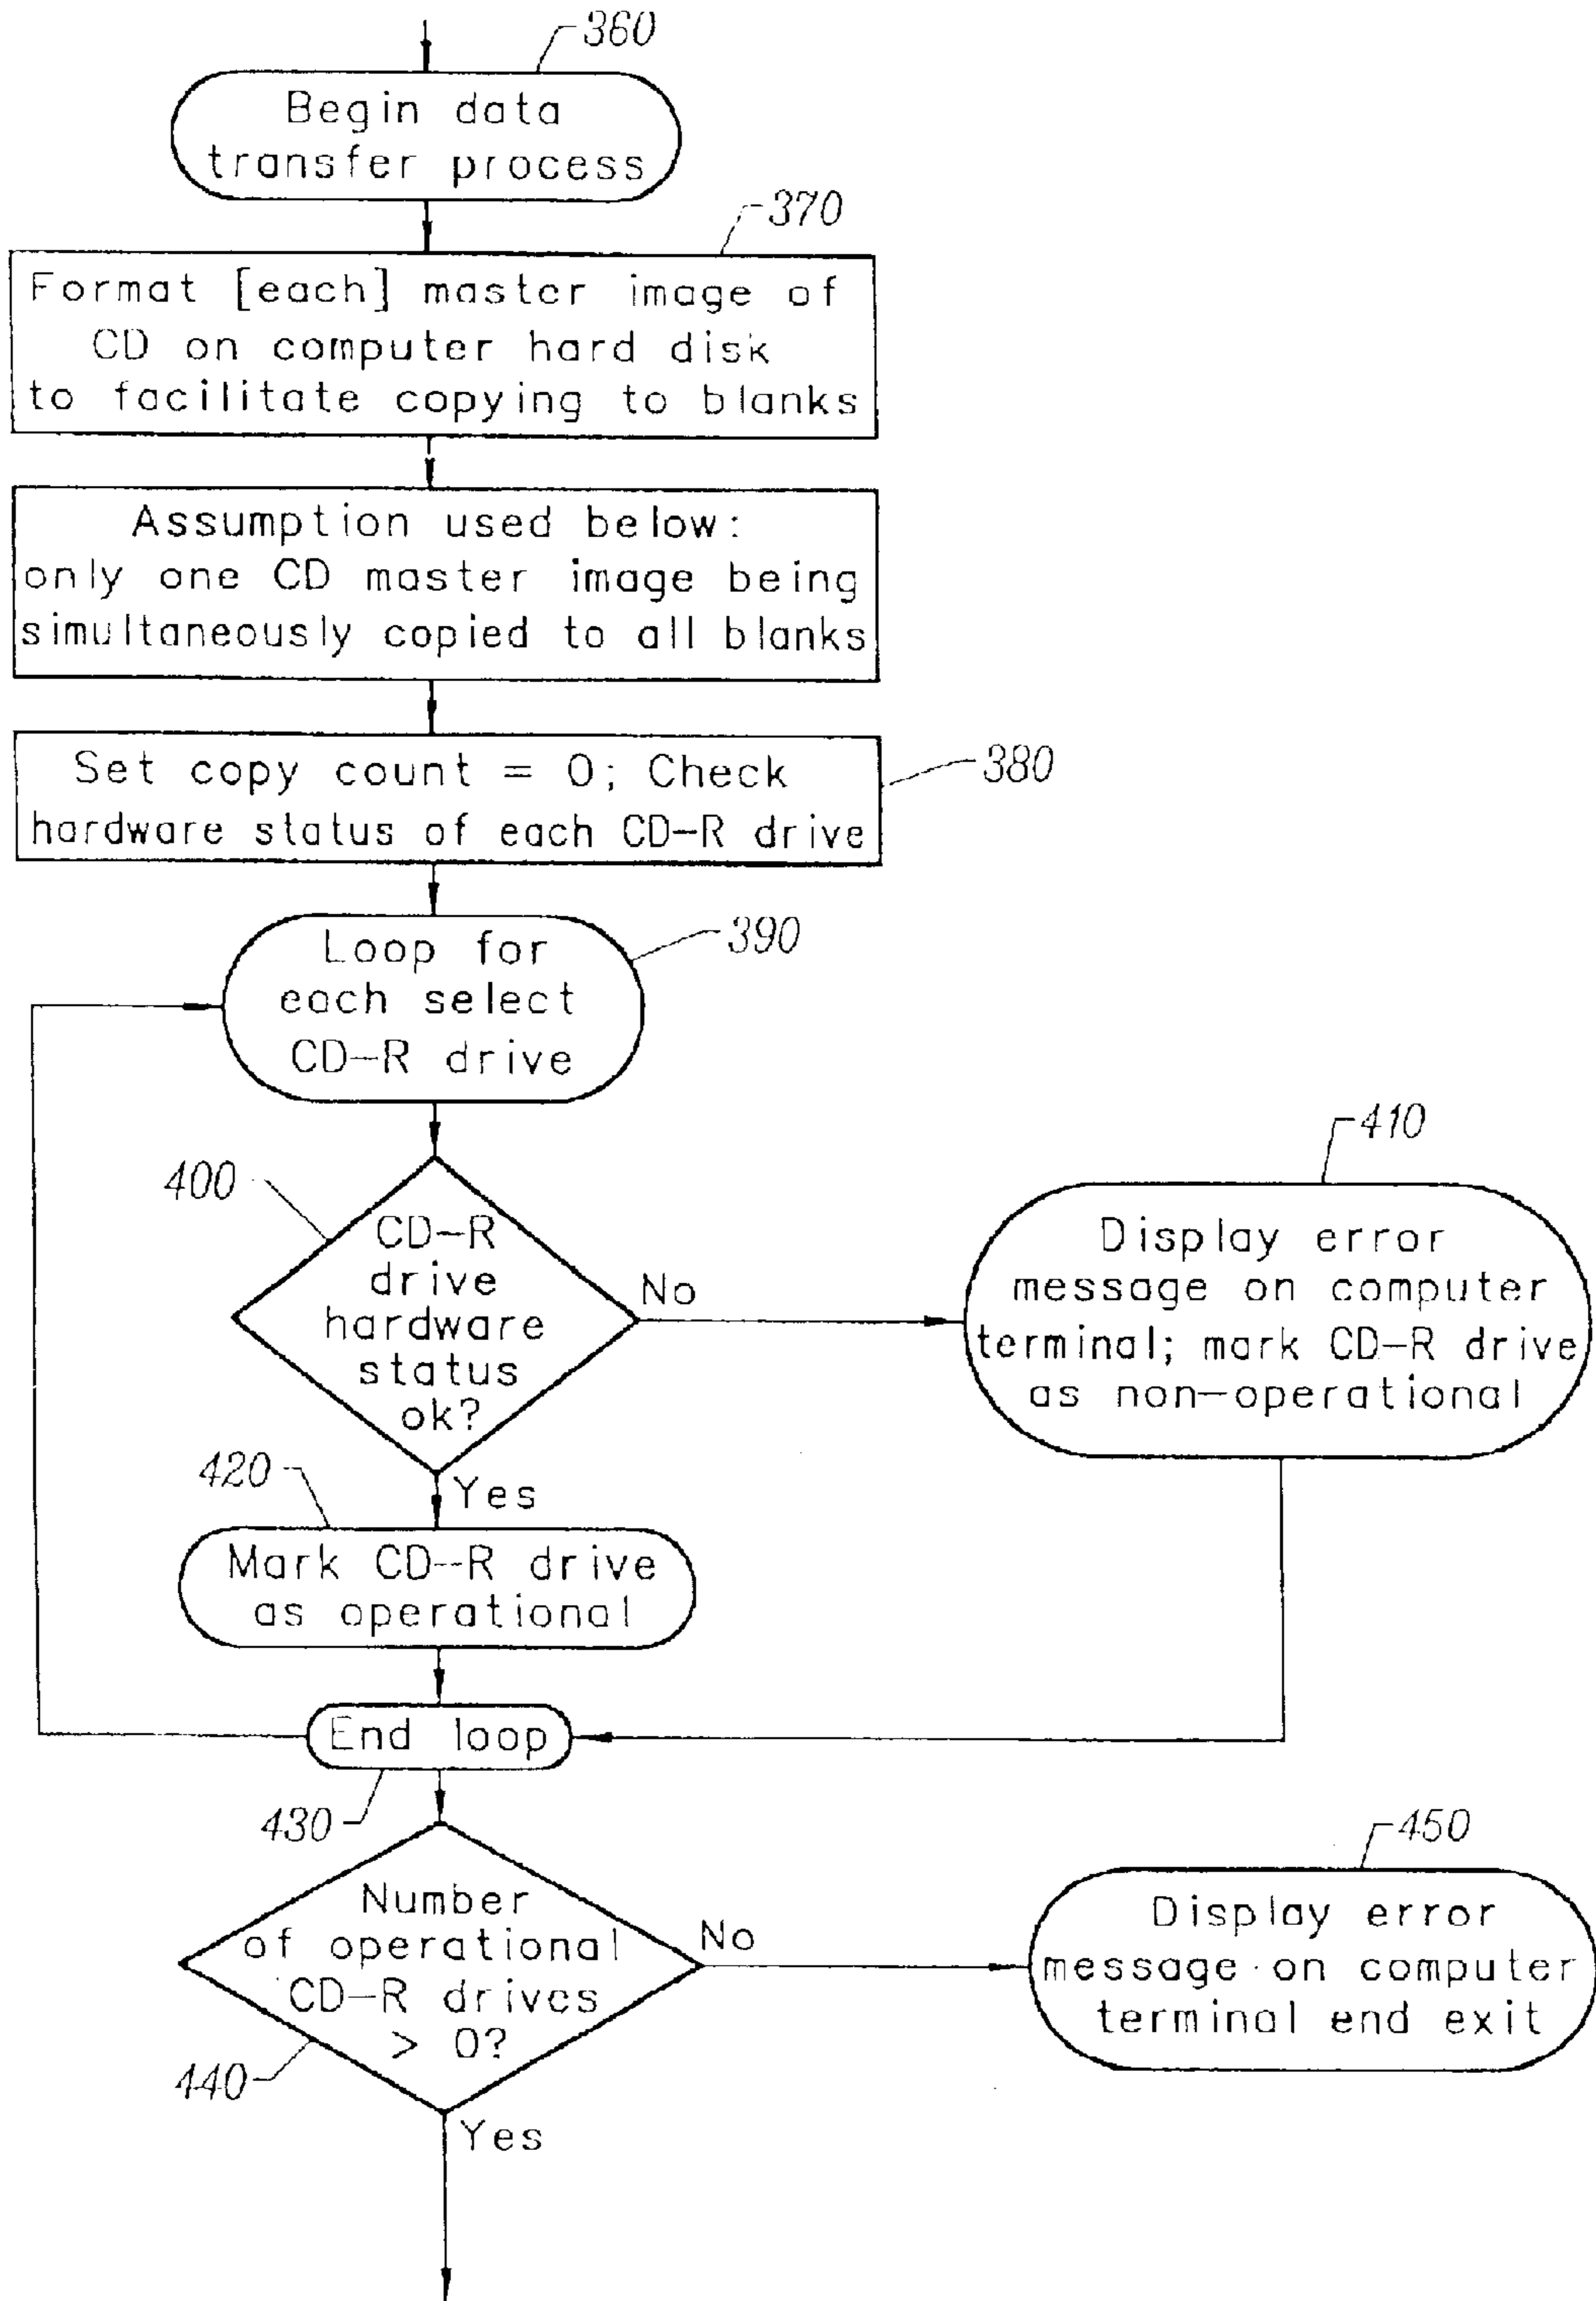 360
Begin data
transfer process
370
Format [each] master image of
CD on computer hard disk
to facilitate copying to blanks
Assumption used below:
only one CD master image being
simultaneously copied to all blanks
Set copy count = 0; Check
hardware status of each CD-R drive
380
Loop for
each select
CD-R drive
390
400
CD-R
drive
hardware
status
ok?
No
410
Display error
message on computer
terminal; mark CD-R drive
as non-operational
420
Yes
Mark CD-R drive
as operational
End loop
430
Number
of operational
CD-R drives
> 0?
440
No
450
Display error
message on computer
terminal end exit
Yes